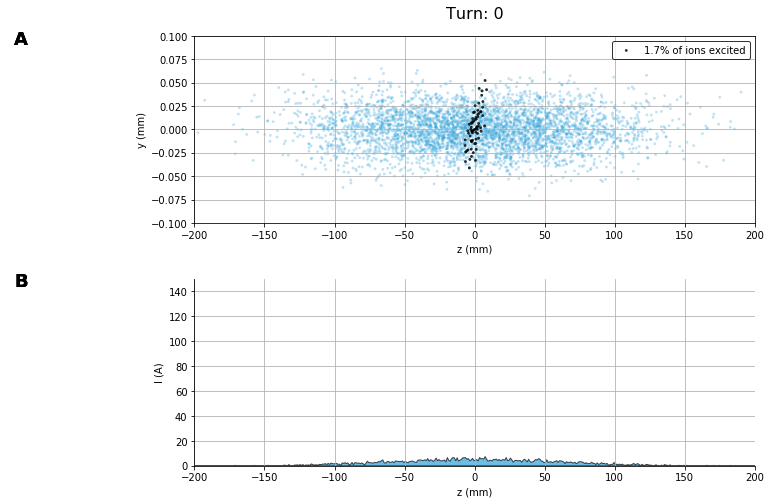 Turn: 0
A
0.100
0.075
0.050
0.025
0.000
−0.025
−0.050
−0.075
−0.100
y (mm)
1.7% of ions excited
−200 −150 −100 −50 0 50 100 150 200
z (mm)
B
140
120
100
80
60
40
20
0
I (A)
−200 −150 −100 −50 0 50 100 150 200
z (mm)